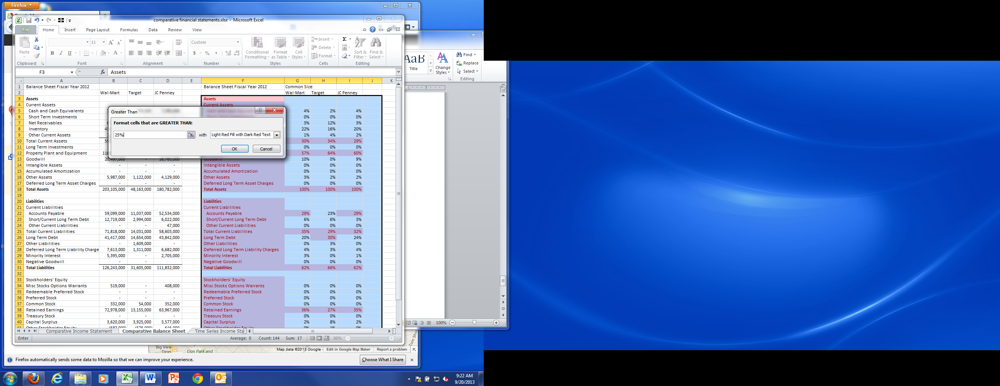 Firefox
comparative financial statements.xlsx - Microsoft Excel
File Home Insert Page Layout Formulas Data Review View
Paste
Clipboard
11
B I U
Font
Alignment
Custom
$ % ,
Number
Conditional Formatting
Format as Table
Cell Styles
Styles
Insert
Delete
Format
Cells
Sort & Filter
Find & Select
Editing
AaB
Title
Change Styles
Find
Replace
Select
Editing
F3 fx Assets
A B C D E F G H I J K
1 Balance Sheet Fiscal Year 2012 Balance Sheet Fiscal Year 2012 Common Size
2 Wal-Mart Target JC Penney Wal-Mart Target JC Penney
3 Assets Assets
4 Current Assets Current Assets
5 Cash and Cash Equivalents 4% 2% 4%
6 Short Term Investments 0% 0% 0%
7 Net Receivables 3% 12% 3%
8 Inventory 22% 16% 20%
9 Other Current Assets 1% 4% 2%
10 Total Current Assets 30% 34% 29%
11 Long Term Investments 0% 0% 0%
12 Property Plant and Equipment 57% 64% 60%
13 Goodwill 20,497,000 - 16,763,000 Goodwill 10% 0% 9%
14 Intangible Assets - - - Intangible Assets 0% 0% 0%
15 Accumulated Amortization - - - Accumulated Amortization 0% 0% 0%
16 Other Assets 5,987,000 1,122,000 4,129,000 Other Assets 3% 2% 2%
17 Deferred Long Term Asset Charges - - - Deferred Long Term Asset Charges 0% 0% 0%
18 Total Assets 203,105,000 48,163,000 180,782,000 Total Assets 100% 100% 100%
19
20 Liabilities Liabilities
21 Current Liabilities Current Liabilities
22 Accounts Payable 59,099,000 11,037,000 52,534,000 Accounts Payable 29% 23% 29%
23 Short/Current Long Term Debt 12,719,000 2,994,000 6,022,000 Short/Current Long Term Debt 6% 6% 3%
24 Other Current Liabilities - - 47,000 Other Current Liabilities 0% 0% 0%
25 Total Current Liabilities 71,818,000 14,031,000 58,603,000 Total Current Liabilities 35% 29% 32%
26 Long Term Debt 41,417,000 14,654,000 43,842,000 Long Term Debt 20% 30% 24%
27 Other Liabilities - 1,609,000 - Other Liabilities 0% 3% 0%
28 Deferred Long Term Liability Charge 7,613,000 1,311,000 6,682,000 Deferred Long Term Liability Charges 4% 3% 4%
29 Minority Interest 5,395,000 - 2,705,000 Minority Interest 3% 0% 1%
30 Negative Goodwill - - Negative Goodwill 0% 0% 0%
31 Total Liabilities 126,243,000 31,605,000 111,832,000 Total Liabilities 62% 66% 62%
32
33 Stockholders' Equity Stockholders' Equity
34 Misc Stocks Options Warrants 519,000 - 408,000 Misc Stocks Options Warrants 0% 0% 0%
35 Redeemable Preferred Stock - - - Redeemable Preferred Stock 0% 0% 0%
36 Preferred Stock - - - Preferred Stock 0% 0% 0%
37 Common Stock 332,000 54,000 352,000 Common Stock 0% 0% 0%
38 Retained Earnings 72,978,000 13,155,000 63,967,000 Retained Earnings 36% 27% 35%
39 Treasury Stock - - - Treasury Stock 0% 0% 0%
40 Capital Surplus 3,620,000 3,925,000 3,577,000 Capital Surplus 2% 8% 2%
Greater Than
Format cells that are GREATER THAN:
25% with Light Red Fill with Dark Red Text
OK Cancel
Comparative Income Statement Comparative Balance Sheet Time Series Income Sta
Enter Average: 0 Count: 144 Sum: 17 80%
7
100%
Big View Diner
Elon Park and
Tom Sho
Map data ©2013 Google - Edit in Google Map Maker Report a problem
Firefox automatically sends some data to Mozilla so that we can improve your experience. Choose What I Share
9:22 AM
9/20/2013